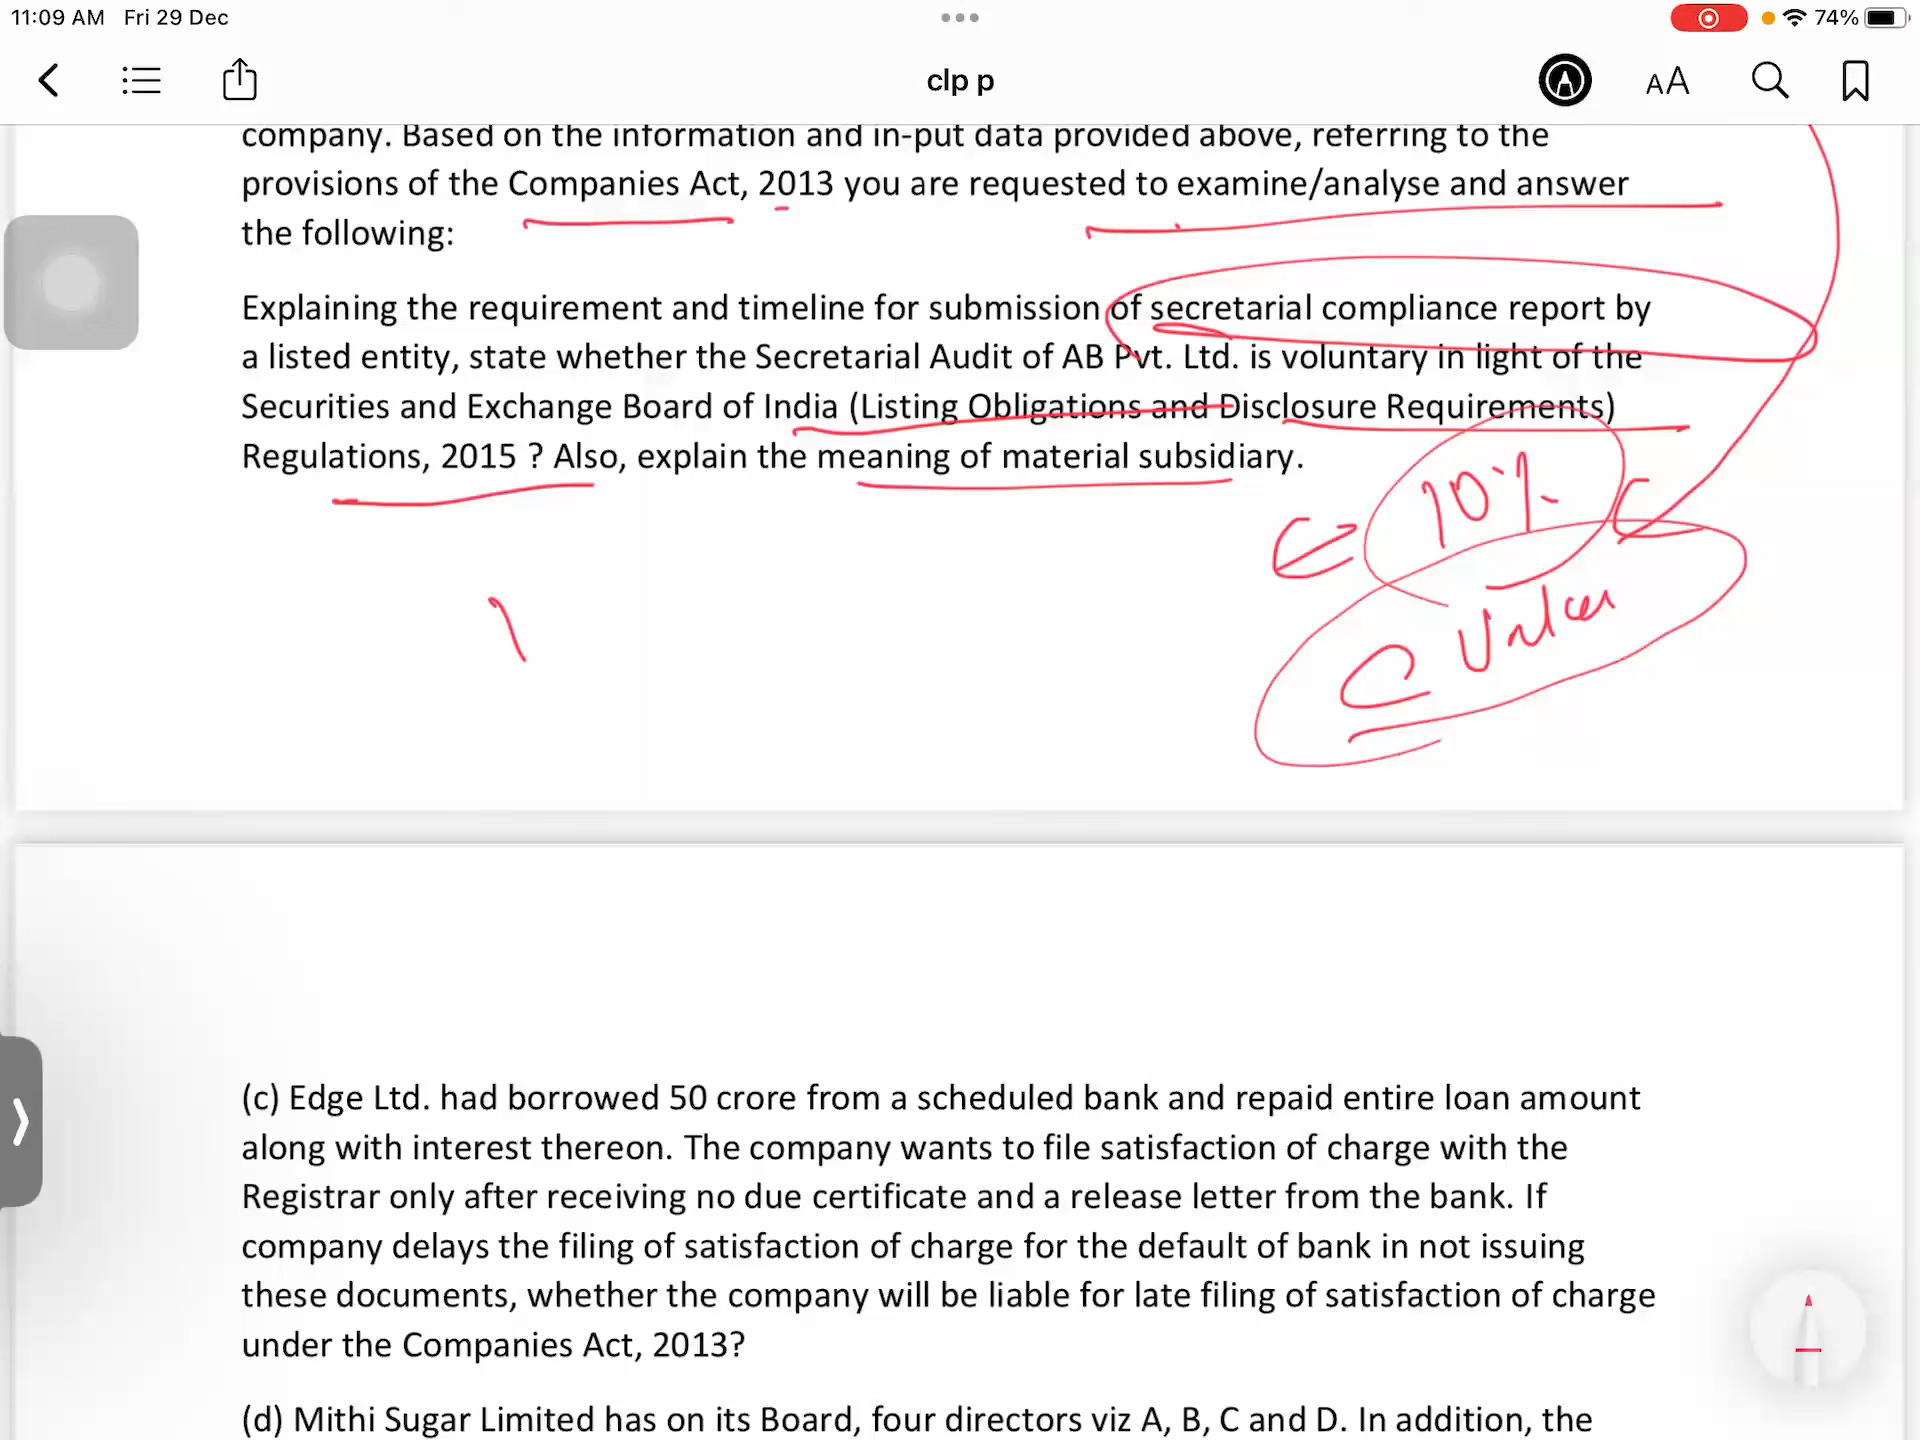 11:09 AM Fri 29 Dec
74%
clp p
AA
company. Based on the information and in-put data provided above, referring to the
provisions of the Companies Act, 2013 you are requested to examine/analyse and answer
the following:
Explaining the requirement and timeline for submission of secretarial compliance report by
a listed entity, state whether the Secretarial Audit of AB Pvt. Ltd. is voluntary in light of the
Securities and Exchange Board of India (Listing Obligations and Disclosure Requirements)
Regulations, 2015 ? Also, explain the meaning of material subsidiary.
10%
(c) Edge Ltd. had borrowed 50 crore from a scheduled bank and repaid entire loan amount
along with interest thereon. The company wants to file satisfaction of charge with the
Registrar only after receiving no due certificate and a release letter from the bank. If
company delays the filing of satisfaction of charge for the default of bank in not issuing
these documents, whether the company will be liable for late filing of satisfaction of charge
under the Companies Act, 2013?
(d) Mithi Sugar Limited has on its Board, four directors viz A, B, C and D. In addition, the